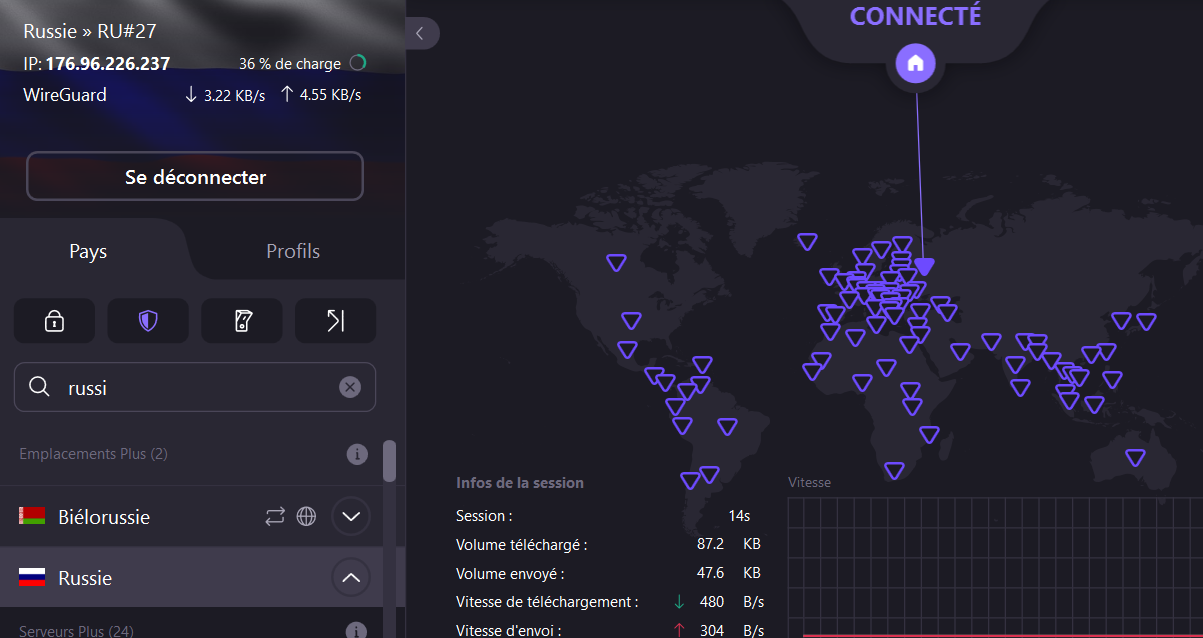 Russie » RU#27
IP: 176.96.226.237 36 % de charge
WireGuard 3.22 KB/s 4.55 KB/s
Se déconnecter
Pays Profils
russi
Emplacements Plus (2)
Biélorussie
Russie
Serveurs Plus (24)
CONNECTÉ
Infos de la session
Session : 14s
Volume téléchargé : 87.2 KB
Volume envoyé : 47.6 KB
Vitesse de téléchargement : 480 B/s
Vitesse d'envoi : 304 B/s
Vitesse